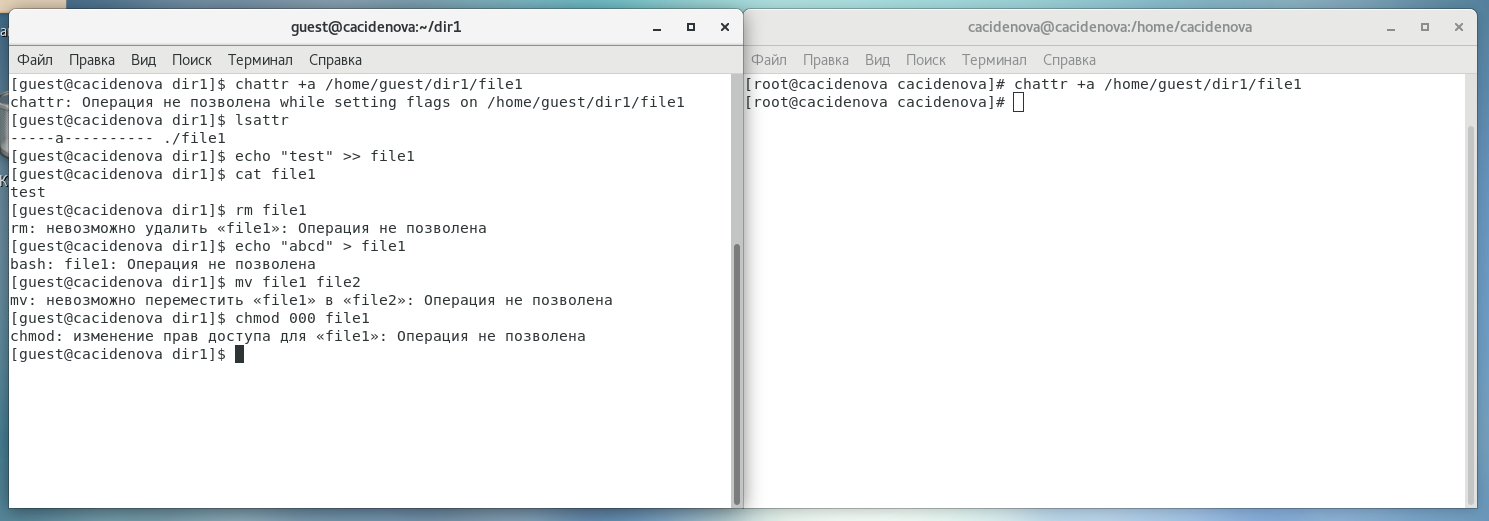 guest@cacidenova:~/dir1
Файл Правка Вид Поиск Терминал Справка
[guest@cacidenova dir1]$ chattr +a /home/guest/dir1/file1
chattr: Операция не позволена while setting flags on /home/guest/dir1/file1
[guest@cacidenova dir1]$ lsattr
-----a---------- ./file1
[guest@cacidenova dir1]$ echo "test" >> file1
[guest@cacidenova dir1]$ cat file1
test
[guest@cacidenova dir1]$ rm file1
rm: невозможно удалить «file1»: Операция не позволена
[guest@cacidenova dir1]$ echo "abcd" > file1
bash: file1: Операция не позволена
[guest@cacidenova dir1]$ mv file1 file2
mv: невозможно переместить «file1» в «file2»: Операция не позволена
[guest@cacidenova dir1]$ chmod 000 file1
chmod: изменение прав доступа для «file1»: Операция не позволена
[guest@cacidenova dir1]$
cacidenova@cacidenova:/home/cacidenova
Файл Правка Вид Поиск Терминал Справка
[root@cacidenova cacidenova]# chattr +a /home/guest/dir1/file1
[root@cacidenova cacidenova]#